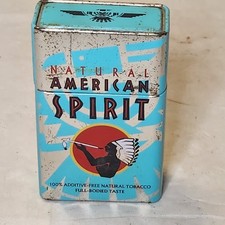 NATURAL
AMERICAN
SPIRIT
100% ADDITIVE-FREE NATURAL TOBACCO
FULL-BODIED TASTE